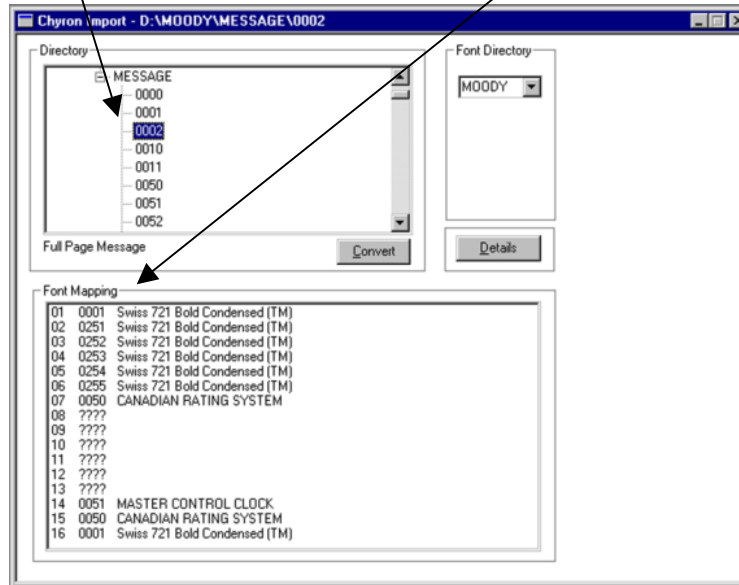 Chyron Import - D:\MOODY\MESSAGE\0002
Directory
MESSAGE
0000
0001
0002
0010
0011
0050
0051
0052
Full Page Message
Convert
Font Directory
MOODY
Details
Font Mapping
01 0001 Swiss 721 Bold Condensed (TM)
02 0251 Swiss 721 Bold Condensed (TM)
03 0252 Swiss 721 Bold Condensed (TM)
04 0253 Swiss 721 Bold Condensed (TM)
05 0254 Swiss 721 Bold Condensed (TM)
06 0255 Swiss 721 Bold Condensed (TM)
07 0050 CANADIAN RATING SYSTEM
08 ????
09 ????
10 ????
11 ????
12 ????
13 ????
14 0051 MASTER CONTROL CLOCK
15 0050 CANADIAN RATING SYSTEM
16 0001 Swiss 721 Bold Condensed (TM)